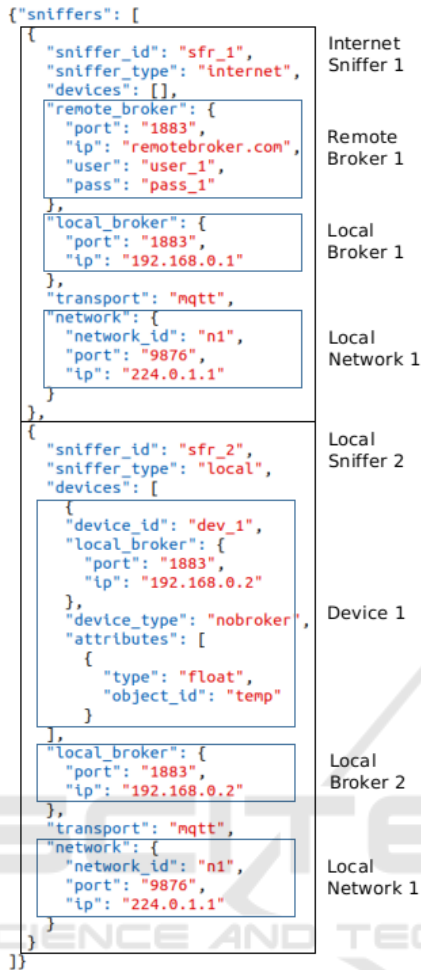 {"sniffers": [
{
"sniffer_id": "sfr_1",
"sniffer_type": "internet",
"devices": [],
"remote_broker": {
"port": "1883",
"ip": "remotebroker.com",
"user": "user_1",
"pass": "pass_1"
},
"local_broker": {
"port": "1883",
"ip": "192.168.0.1"
},
"transport": "mqtt",
"network": {
"network_id": "n1",
"port": "9876",
"ip": "224.0.1.1"
}
},
{
"sniffer_id": "sfr_2",
"sniffer_type": "local",
"devices": [
{
"device_id": "dev_1",
"local_broker": {
"port": "1883",
"ip": "192.168.0.2"
},
"device_type": "nobroker",
"attributes": [
{
"type": "float",
"object_id": "temp"
}
],
"local_broker": {
"port": "1883",
"ip": "192.168.0.2"
},
"transport": "mqtt",
"network": {
"network_id": "n1",
"port": "9876",
"ip": "224.0.1.1"
}
}
]}
Internet
Sniffer 1
Remote
Broker 1
Local
Broker 1
Local
Network 1
Local
Sniffer 2
Device 1
Local
Broker 2
Local
Network 1
SCITE
SCIENCE AND TEC